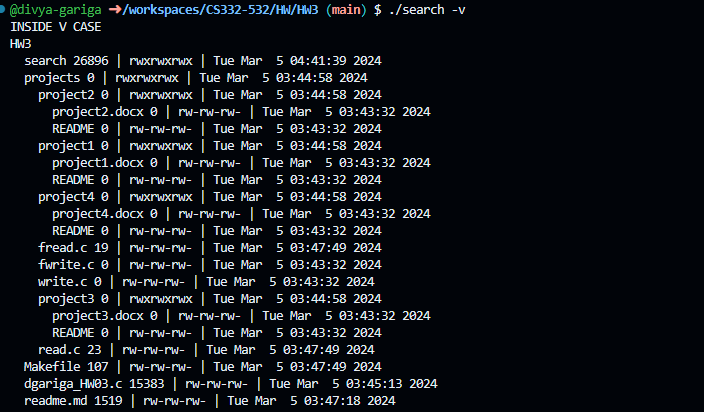 @divya-gariga ➜/workspaces/CS332-532/HW/HW3 (main) $ ./search -v
INSIDE V CASE
HW3
search 26896 | rwxrwxrwx | Tue Mar  5 04:41:39 2024
projects 0 | rwxrwxrwx | Tue Mar  5 03:44:58 2024
project2 0 | rwxrwxrwx | Tue Mar  5 03:44:58 2024
project2.docx 0 | rw-rw-rw- | Tue Mar  5 03:43:32 2024
README 0 | rw-rw-rw- | Tue Mar  5 03:43:32 2024
project1 0 | rwxrwxrwx | Tue Mar  5 03:44:58 2024
project1.docx 0 | rw-rw-rw- | Tue Mar  5 03:43:32 2024
README 0 | rw-rw-rw- | Tue Mar  5 03:43:32 2024
project4 0 | rwxrwxrwx | Tue Mar  5 03:44:58 2024
project4.docx 0 | rw-rw-rw- | Tue Mar  5 03:43:32 2024
README 0 | rw-rw-rw- | Tue Mar  5 03:43:32 2024
fread.c 19 | rw-rw-rw- | Tue Mar  5 03:47:49 2024
fwrite.c 0 | rw-rw-rw- | Tue Mar  5 03:43:32 2024
write.c 0 | rw-rw-rw- | Tue Mar  5 03:43:32 2024
project3 0 | rwxrwxrwx | Tue Mar  5 03:44:58 2024
project3.docx 0 | rw-rw-rw- | Tue Mar  5 03:43:32 2024
README 0 | rw-rw-rw- | Tue Mar  5 03:43:32 2024
read.c 23 | rw-rw-rw- | Tue Mar  5 03:47:49 2024
Makefile 107 | rw-rw-rw- | Tue Mar  5 03:47:49 2024
dgariga_HW03.c 15383 | rw-rw-rw- | Tue Mar  5 03:45:13 2024
readme.md 1519 | rw-rw-rw- | Tue Mar  5 03:47:18 2024